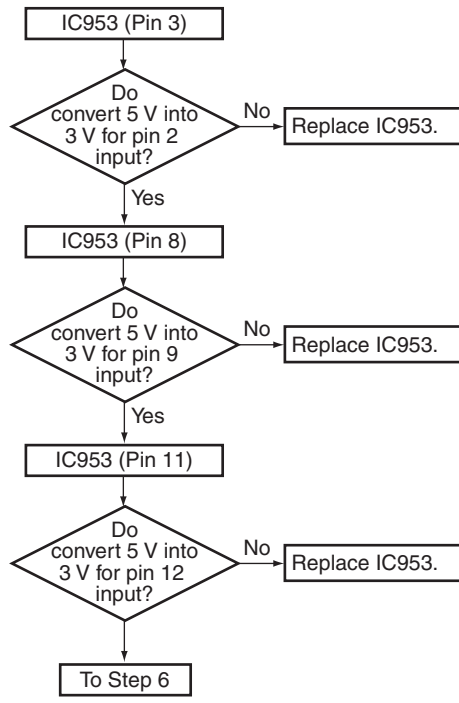 IC953 (Pin 3)
Do
convert 5 V into
3 V for pin 2
input?
No
Replace IC953.
Yes
IC953 (Pin 8)
Do
convert 5 V into
3 V for pin 9
input?
No
Replace IC953.
Yes
IC953 (Pin 11)
Do
convert 5 V into
3 V for pin 12
input?
No
Replace IC953.
To Step 6